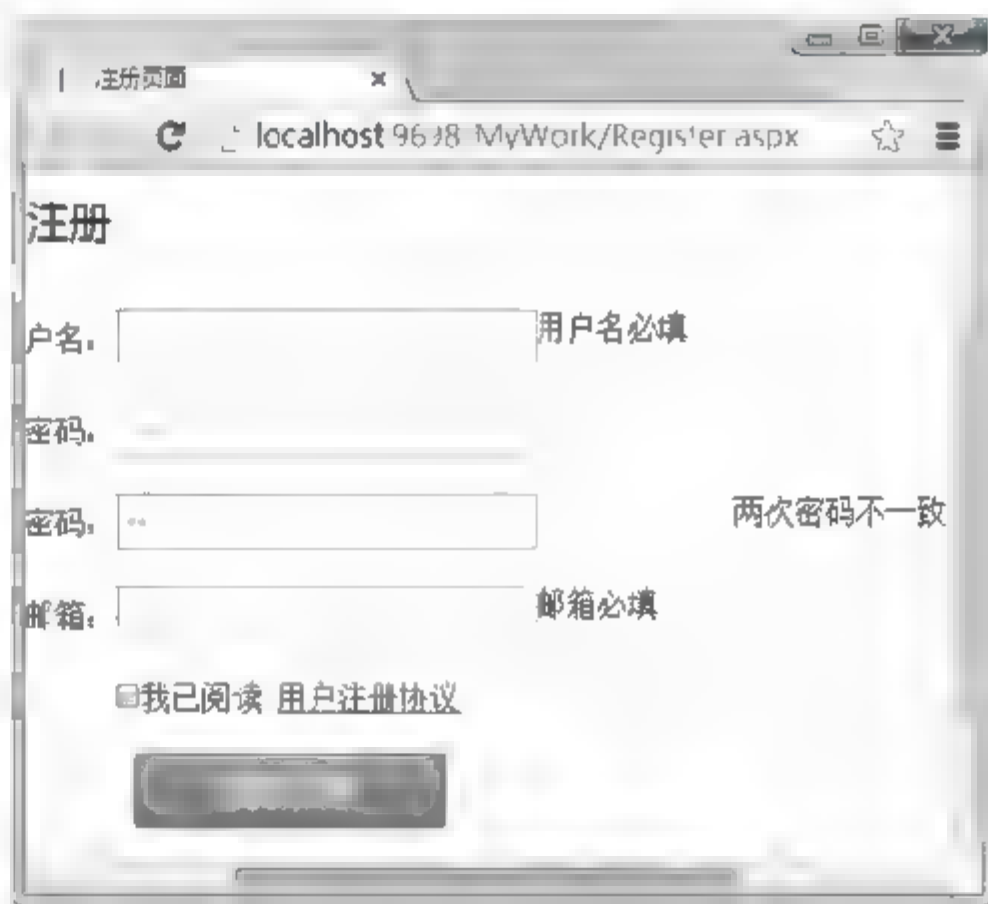 注册页面
localhost 9698 MyWork/Register.aspx
注册
户名: 用户名必填
密码:
密码: 两次密码不一致
邮箱: 邮箱必填
我已阅读 用户注册协议